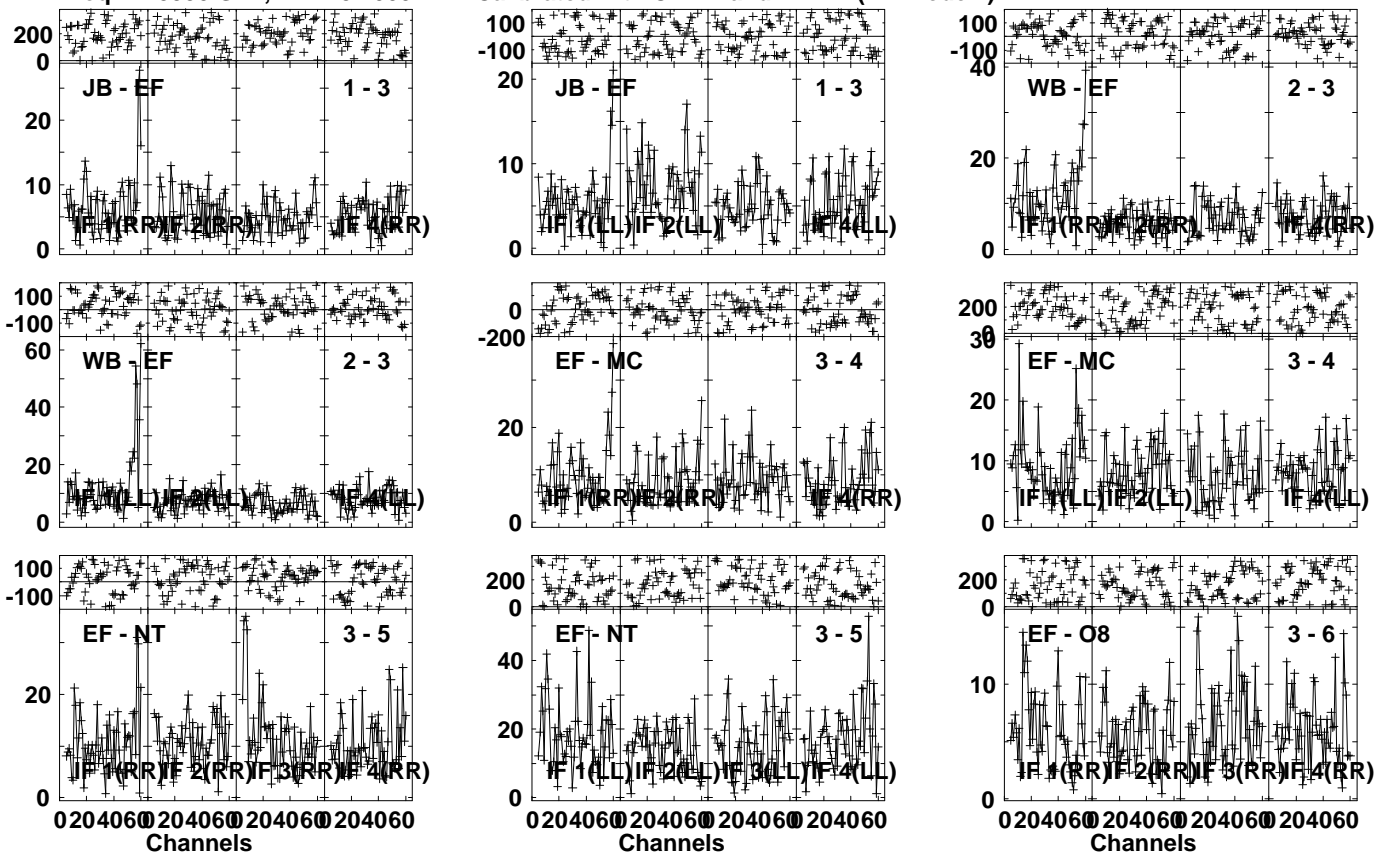 200
0
JB - EF
1 - 3
20
10
0
IF 1(RR)
IF 2(RR)
IF 4(RR)
100
-100
JB - EF
1 - 3
20
10
0
IF 1(LL)
IF 2(LL)
IF 4(LL)
100
-100
WB - EF
2 - 3
40
20
0
IF 1(RR)
IF 2(RR)
IF 4(RR)
100
-100
WB - EF
2 - 3
60
40
20
0
IF 1(LL)
IF 2(LL)
IF 4(LL)
0
-200
EF - MC
3 - 4
20
0
IF 1(RR)
IF 2(RR)
IF 4(RR)
200
0
EF - MC
3 - 4
30
20
10
0
IF 1(LL)
IF 2(LL)
IF 4(LL)
100
-100
EF - NT
3 - 5
20
0
IF 1(RR)
IF 2(RR)
IF 3(RR)
IF 4(RR)
200
0
EF - NT
3 - 5
40
20
0
IF 1(LL)
IF 2(LL)
IF 3(LL)
IF 4(LL)
200
0
EF - O8
3 - 6
10
0
IF 1(RR)
IF 2(RR)
IF 3(RR)
IF 4(RR)
0 20 40 60 0 20 40 60 0 20 40 60 0 20 40 60
Channels
0 20 40 60 0 20 40 60 0 20 40 60 0 20 40 60
Channels
0 20 40 60 0 20 40 60 0 20 40 60 0 20 40 60
Channels